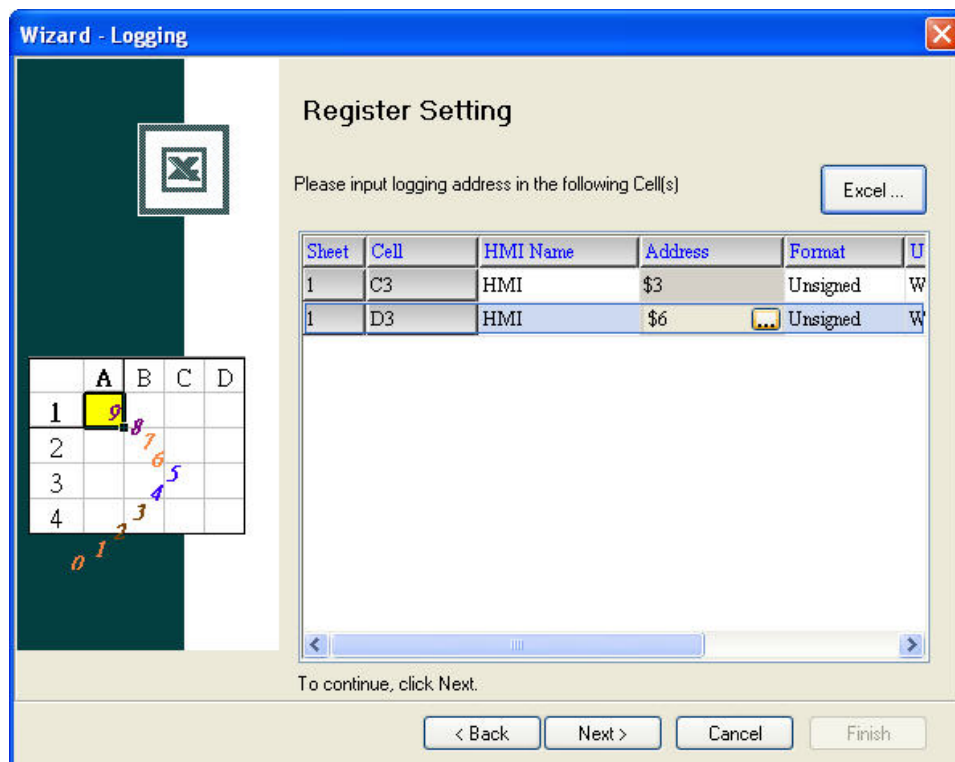 Wizard - Logging
Register Setting
Please input logging address in the following Cell(s)
Excel ...
Sheet Cell HMI Name Address Format U
1 C3 HMI $3 Unsigned W
1 D3 HMI $6 ... Unsigned W
A B C D
1 9
8
2 7
6
3 5
4
4 3
2
1
0
To continue, click Next.
< Back Next > Cancel Finish